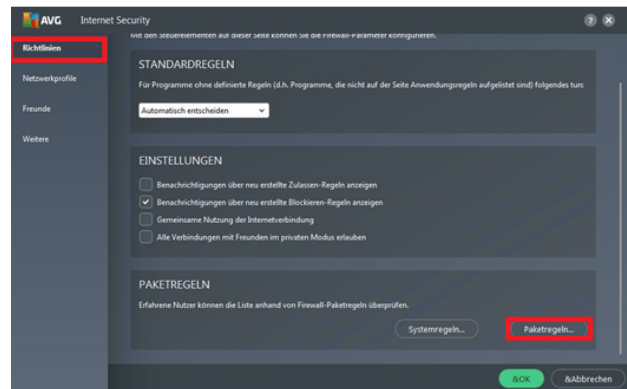 AVG Internet Security
Mit den Steuerelementen auf dieser Seite können Sie die Firewall-Parameter konfigurieren.
Richtlinien
Netzwerkprofile
Freunde
Weitere
STANDARDREGELN
Für Programme ohne definierte Regeln (d.h. Programme, die nicht auf der Seite Anwendungsregeln aufgelistet sind) folgendes tun:
Automatisch entscheiden
EINSTELLUNGEN
Benachrichtigungen über neu erstellte Zulassen-Regeln anzeigen
Benachrichtigungen über neu erstellte Blockieren-Regeln anzeigen
Gemeinsame Nutzung der Internetverbindung
Alle Verbindungen mit Freunden im privaten Modus erlauben
PAKETREGELN
Erfahrene Nutzer können die Liste anhand von Firewall-Paketregeln überprüfen.
Systemregeln... Paketregeln...
&OK &Abbrechen